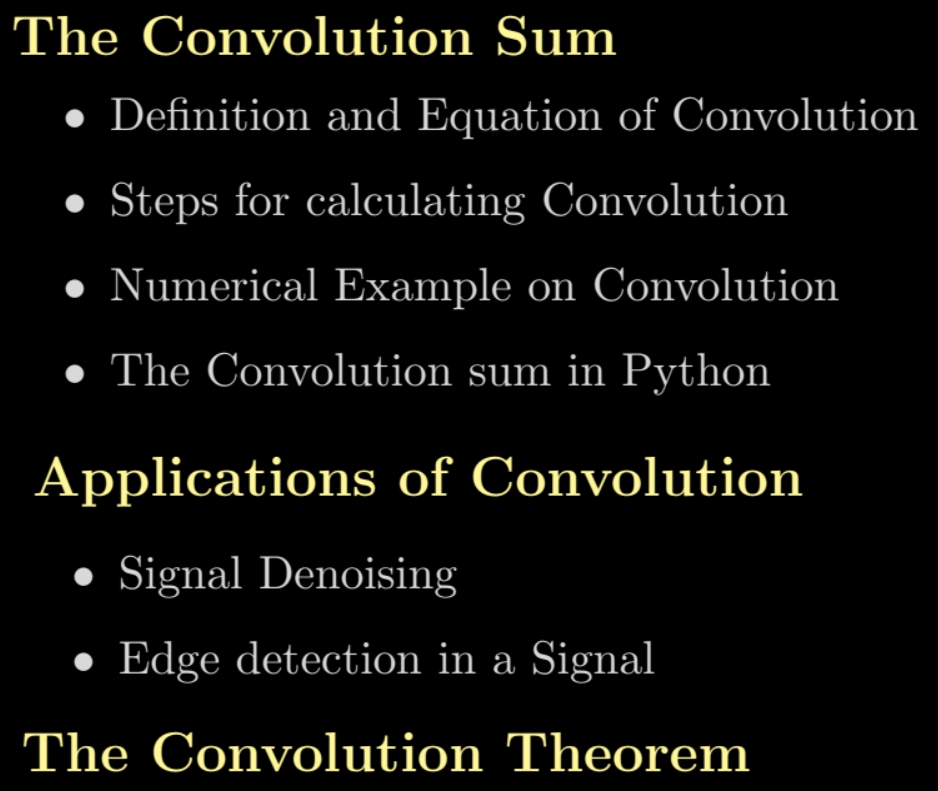 The Convolution Sum
• Definition and Equation of Convolution
• Steps for calculating Convolution
• Numerical Example on Convolution
• The Convolution sum in Python
Applications of Convolution
• Signal Denoising
• Edge detection in a Signal
The Convolution Theorem